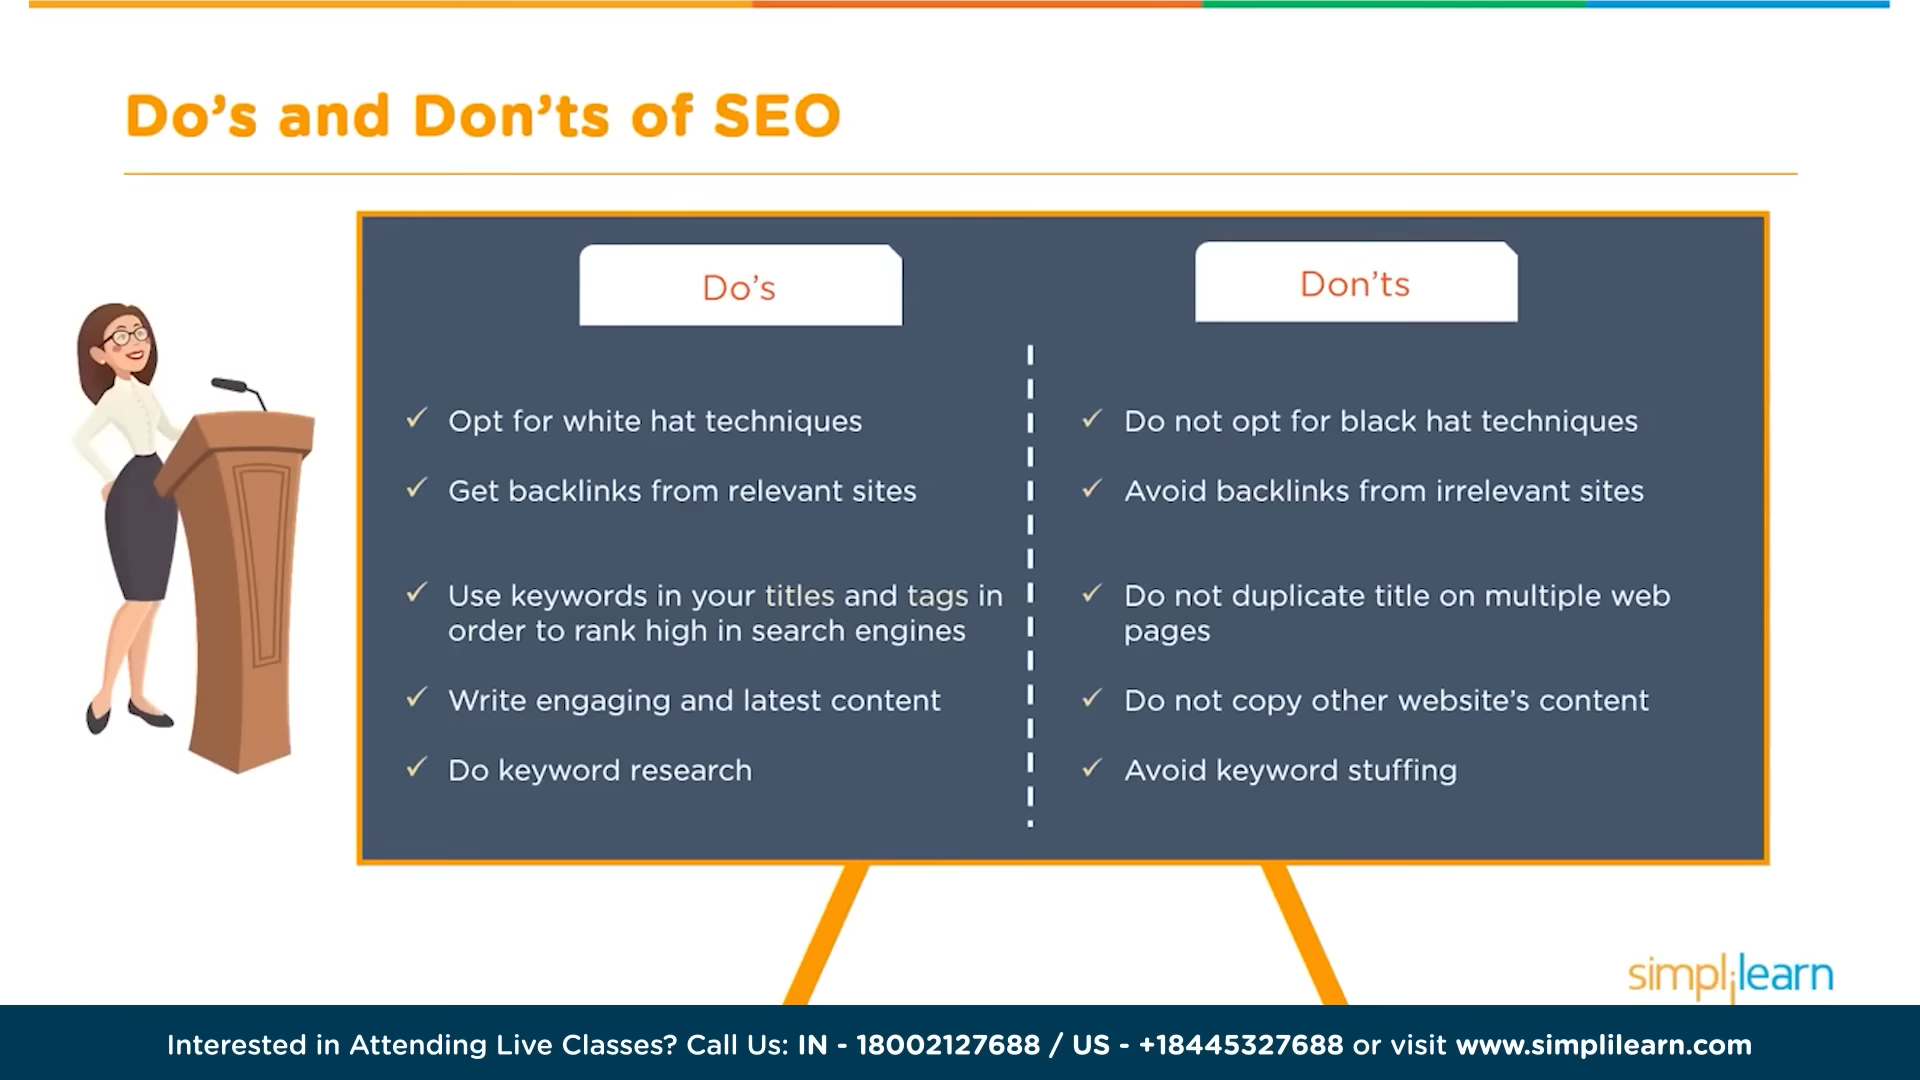 Do’s and Don’ts of SEO
Do’s
Opt for white hat techniques
Get backlinks from relevant sites
Use keywords in your titles and tags in
order to rank high in search engines
Write engaging and latest content
Do keyword research
Don’ts
Do not opt for black hat techniques
Avoid backlinks from irrelevant sites
Do not duplicate title on multiple web
pages
Do not copy other website’s content
Avoid keyword stuffing
simplilearn
Interested in Attending Live Classes? Call Us: IN - 18002127688 / US - +18445327688 or visit www.simplilearn.com